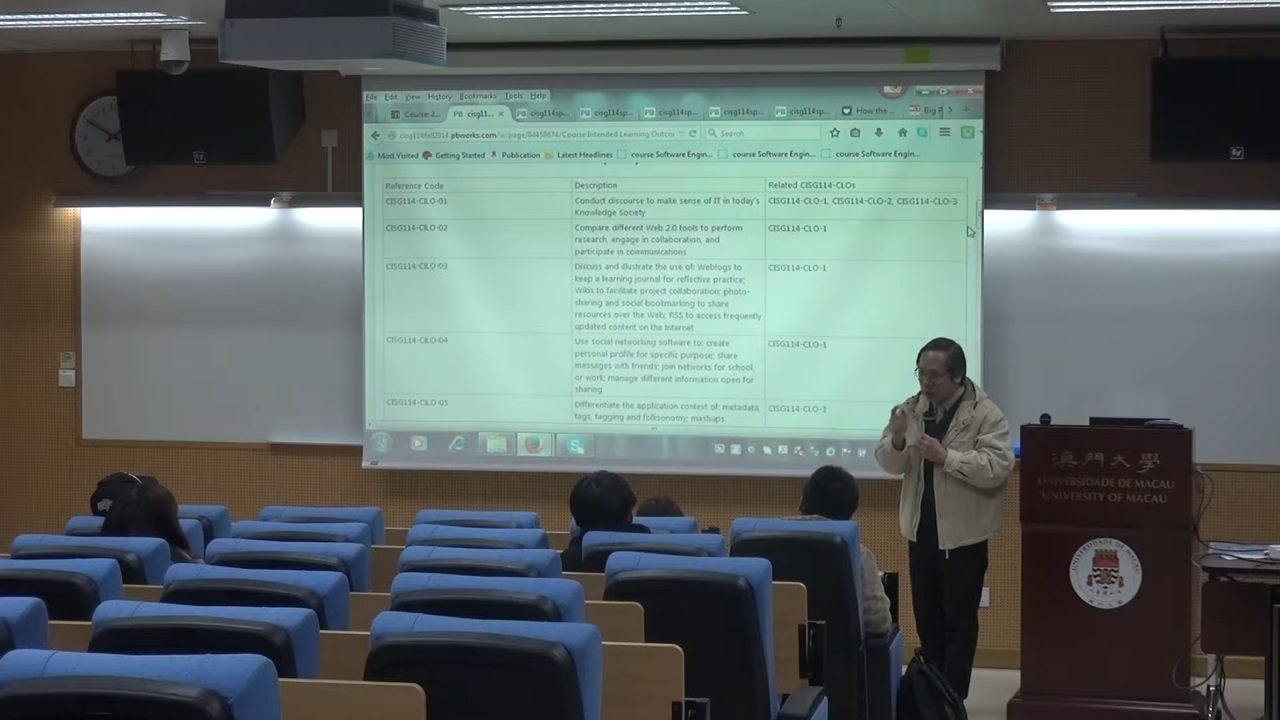 File Edit View History Bookmarks Tools Help
Course: 2... cisg11... cisg114sp... cisg114sp... cisg114sp... cisg114sp... cisg114sp... How the ... Big P
pbworks.com Search
Most Visited Getting Started Publication Latest Headlines course Software Engin... course Software Engin... course Software Engin...
Reference Code Description Related CISG114-CLOs
CISG114-CILO-01 Conduct discourse to make sense of IT in today's CISG114-CLO-1, CISG114-CLO-2, CISG114-CLO-3
Knowledge Society
CISG114-CILO-02 Compare different Web 2.0 tools to perform CISG114-CLO-1
research, engage in collaboration, and
participate in communications
CISG114-CILO-03 Discuss and illustrate the use of: Weblogs to CISG114-CLO-1
keep a learning journal for reflective practice;
Wikis to facilitate project collaboration; photo-
sharing and social bookmarking to share
resources over the Web; RSS to access frequently
updated content on the Internet
CISG114-CILO-04 Use social networking software to: create CISG114-CLO-1
personal profile for specific purpose; share
messages with friends; join networks for school
or work; manage different information open for
sharing
CISG114-CILO-05 Differentiate the application context of: metadata, CISG114-CLO-3
tags, tagging and folksonomy; mashups
澳門大學
UNIVERSIDADE DE MACAU
UNIVERSITY OF MACAU